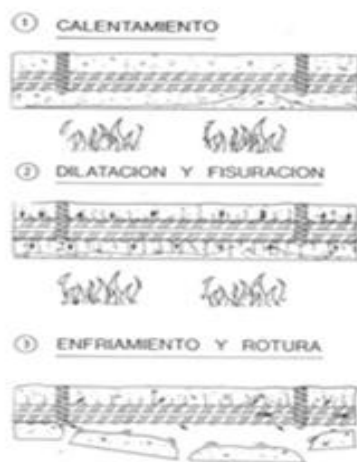 1 CALENTAMIENTO
2 DILATACION Y FISURACION
3 ENFRIAMIENTO Y ROTURA